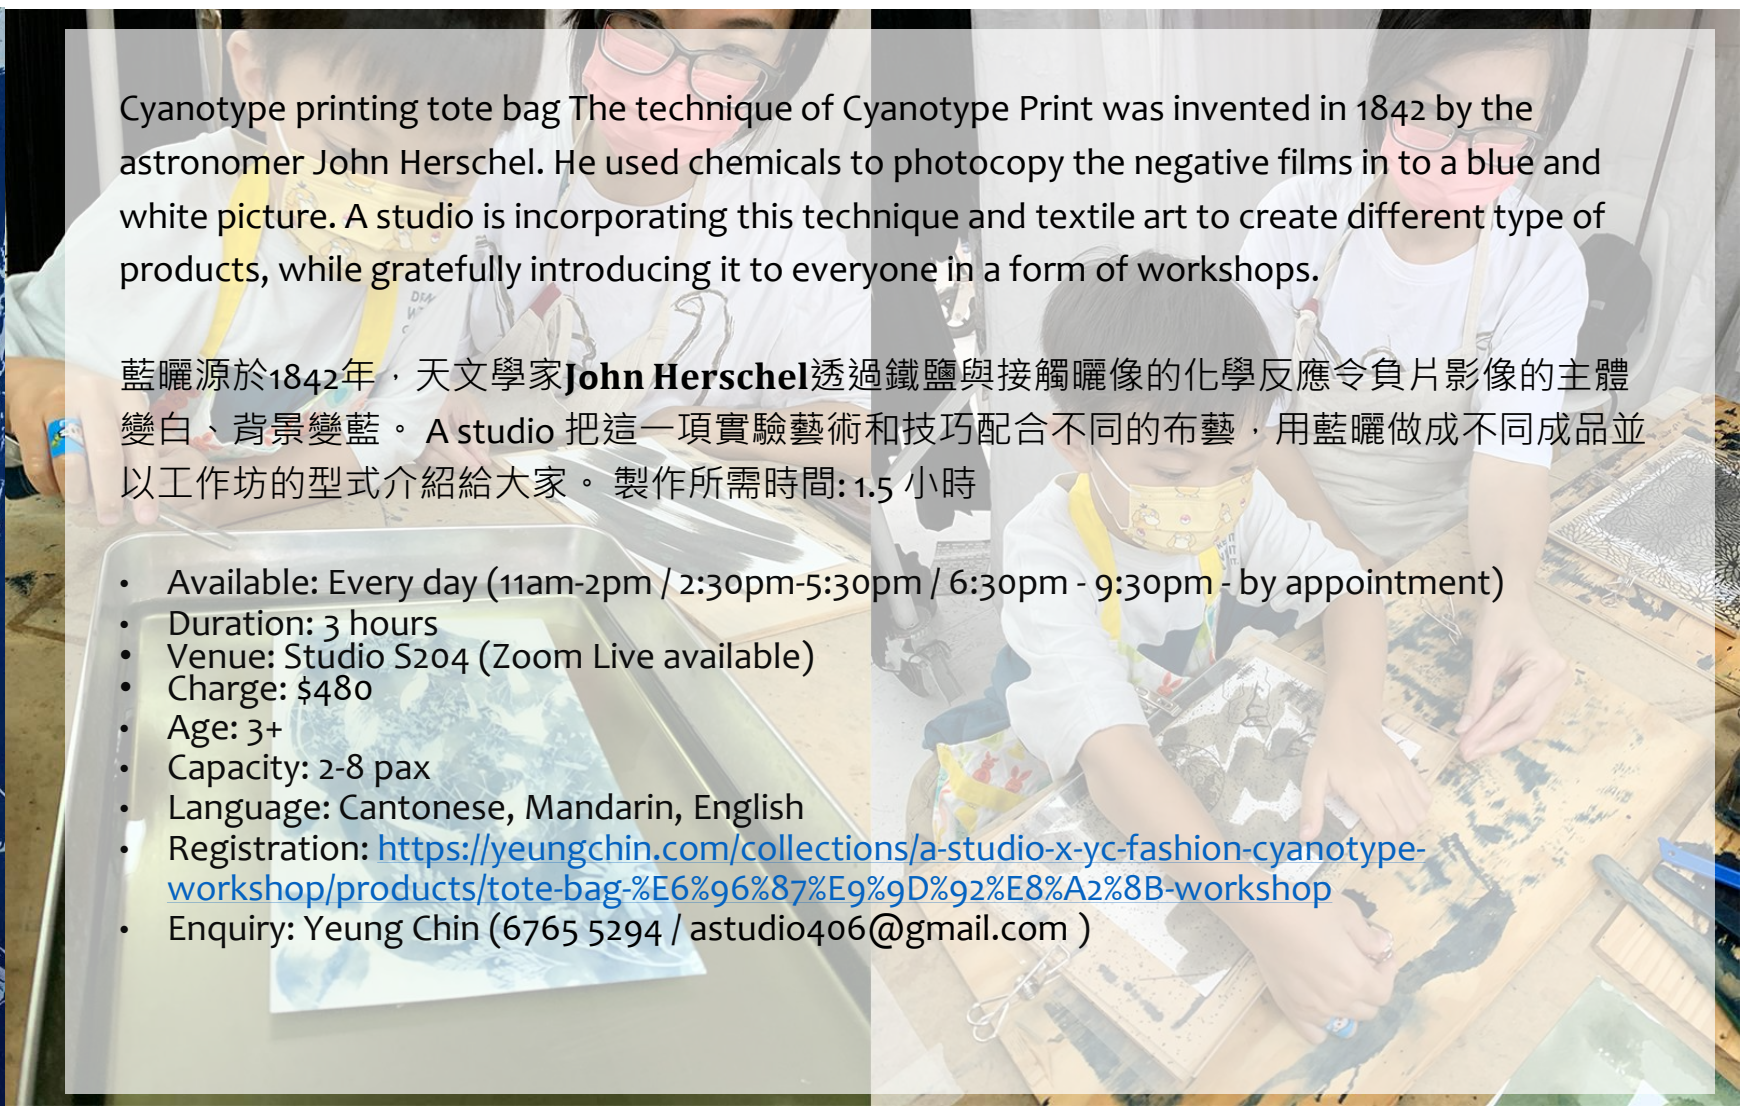 Cyanotype printing tote bag The technique of Cyanotype Print was invented in 1842 by the
astronomer John Herschel. He used chemicals to photocopy the negative films in to a blue and
white picture. A studio is incorporating this technique and textile art to create different type of
products, while gratefully introducing it to everyone in a form of workshops.
藍曬源於1842年，天文學家John Herschel透過鐵鹽與接觸曬像的化學反應令負片影像的主體
變白、背景變藍。 A studio 把這一項實驗藝術和技巧配合不同的布藝，用藍曬做成不同成品並
以工作坊的型式介紹給大家。 製作所需時間: 1.5 小時
• Available: Every day (11am-2pm / 2:30pm-5:30pm / 6:30pm - 9:30pm - by appointment)
• Duration: 3 hours
• Venue: Studio S204 (Zoom Live available)
• Charge: $480
• Age: 3+
• Capacity: 2-8 pax
• Language: Cantonese, Mandarin, English
• Registration: https://yeungchin.com/collections/a-studio-x-yc-fashion-cyanotype-
workshop/products/tote-bag-%E6%96%87%E9%9D%92%E8%A2%8B-workshop
• Enquiry: Yeung Chin (6765 5294 / astudio406@gmail.com )